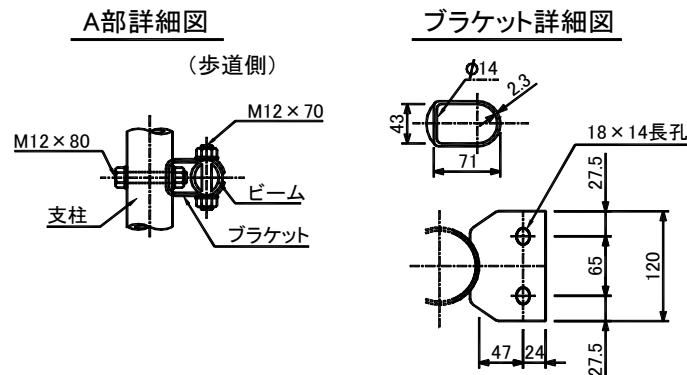 A部詳細図
(歩道側)
M12×70
M12×80
ビーム
支柱
ブラケット
ブラケット詳細図
φ14
2.3
43
71
18×14長孔
27.5
65
120
47
24
27.5